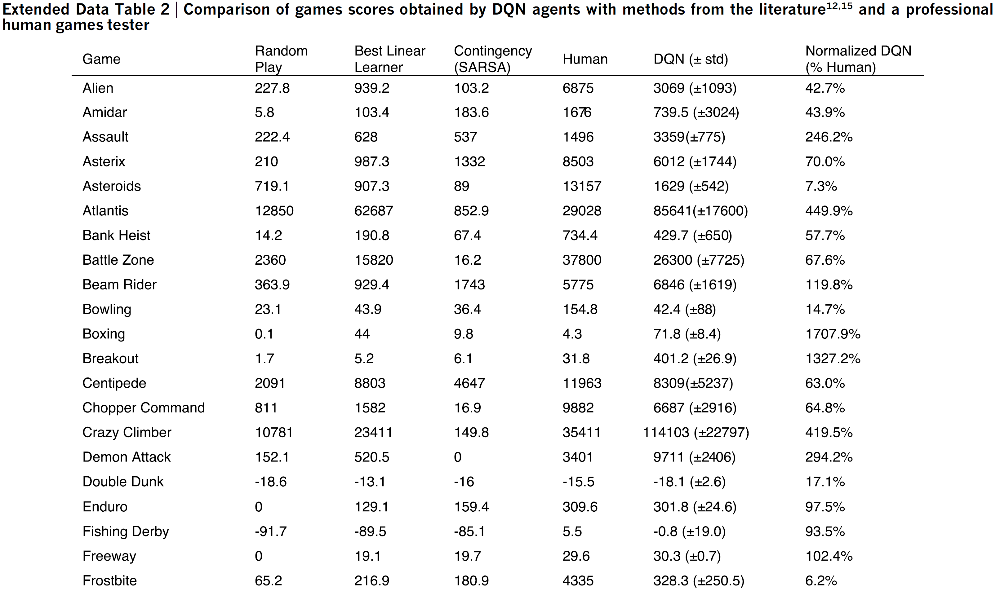 Extended Data Table 2 | Comparison of games scores obtained by DQN agents with methods from the literature12,15 and a professional
human games tester
Game Random Play Best Linear Learner Contingency (SARSA) Human DQN (± std) Normalized DQN (% Human)
Alien 227.8 939.2 103.2 6875 3069 (±1093) 42.7%
Amidar 5.8 103.4 183.6 1676 739.5 (±3024) 43.9%
Assault 222.4 628 537 1496 3359(±775) 246.2%
Asterix 210 987.3 1332 8503 6012 (±1744) 70.0%
Asteroids 719.1 907.3 89 13157 1629 (±542) 7.3%
Atlantis 12850 62687 852.9 29028 85641(±17600) 449.9%
Bank Heist 14.2 190.8 67.4 734.4 429.7 (±650) 57.7%
Battle Zone 2360 15820 16.2 37800 26300 (±7725) 67.6%
Beam Rider 363.9 929.4 1743 5775 6846 (±1619) 119.8%
Bowling 23.1 43.9 36.4 154.8 42.4 (±88) 14.7%
Boxing 0.1 44 9.8 4.3 71.8 (±8.4) 1707.9%
Breakout 1.7 5.2 6.1 31.8 401.2 (±26.9) 1327.2%
Centipede 2091 8803 4647 11963 8309(±5237) 63.0%
Chopper Command 811 1582 16.9 9882 6687 (±2916) 64.8%
Crazy Climber 10781 23411 149.8 35411 114103 (±22797) 419.5%
Demon Attack 152.1 520.5 0 3401 9711 (±2406) 294.2%
Double Dunk -18.6 -13.1 -16 -15.5 -18.1 (±2.6) 17.1%
Enduro 0 129.1 159.4 309.6 301.8 (±24.6) 97.5%
Fishing Derby -91.7 -89.5 -85.1 5.5 -0.8 (±19.0) 93.5%
Freeway 0 19.1 19.7 29.6 30.3 (±0.7) 102.4%
Frostbite 65.2 216.9 180.9 4335 328.3 (±250.5) 6.2%